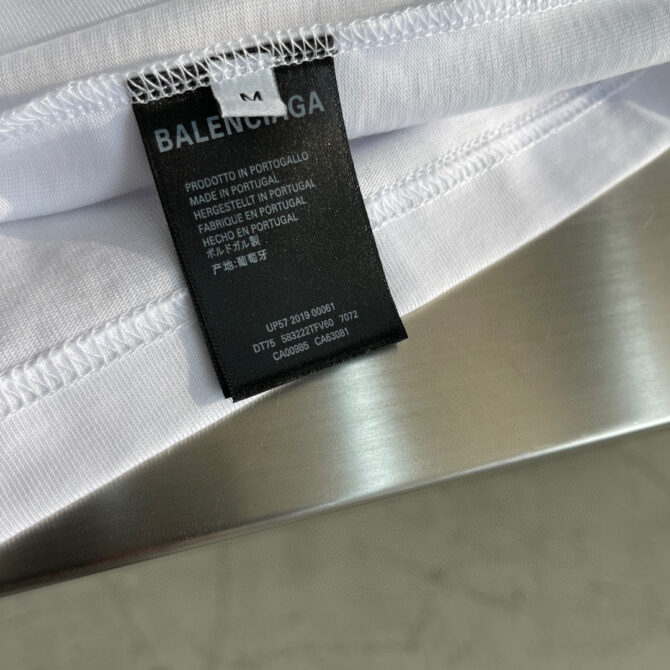 M
BALENCIAGA
PRODOTTO IN PORTOGALLO
MADE IN PORTUGAL
HERGESTELLT IN PORTUGAL
FABRIQUE EN PORTUGAL
HECHO EN PORTUGAL
ポルトガル製
产地:葡萄牙
UP57 2019 00061
DT75 583222TFV60 7072
CA00985 CA63081